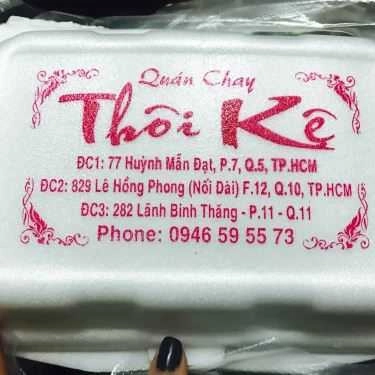 Quán Chay
Thôi Kê
ĐC1: 77 Huỳnh Mẫn Đạt, P.7, Q.5, TP.HCM
ĐC2: 829 Lê Hồng Phong (Nối Dài) F.12, Q.10, TP.HCM
ĐC3: 282 Lãnh Binh Thăng - P.11 - Q.11
Phone: 0946 59 55 73